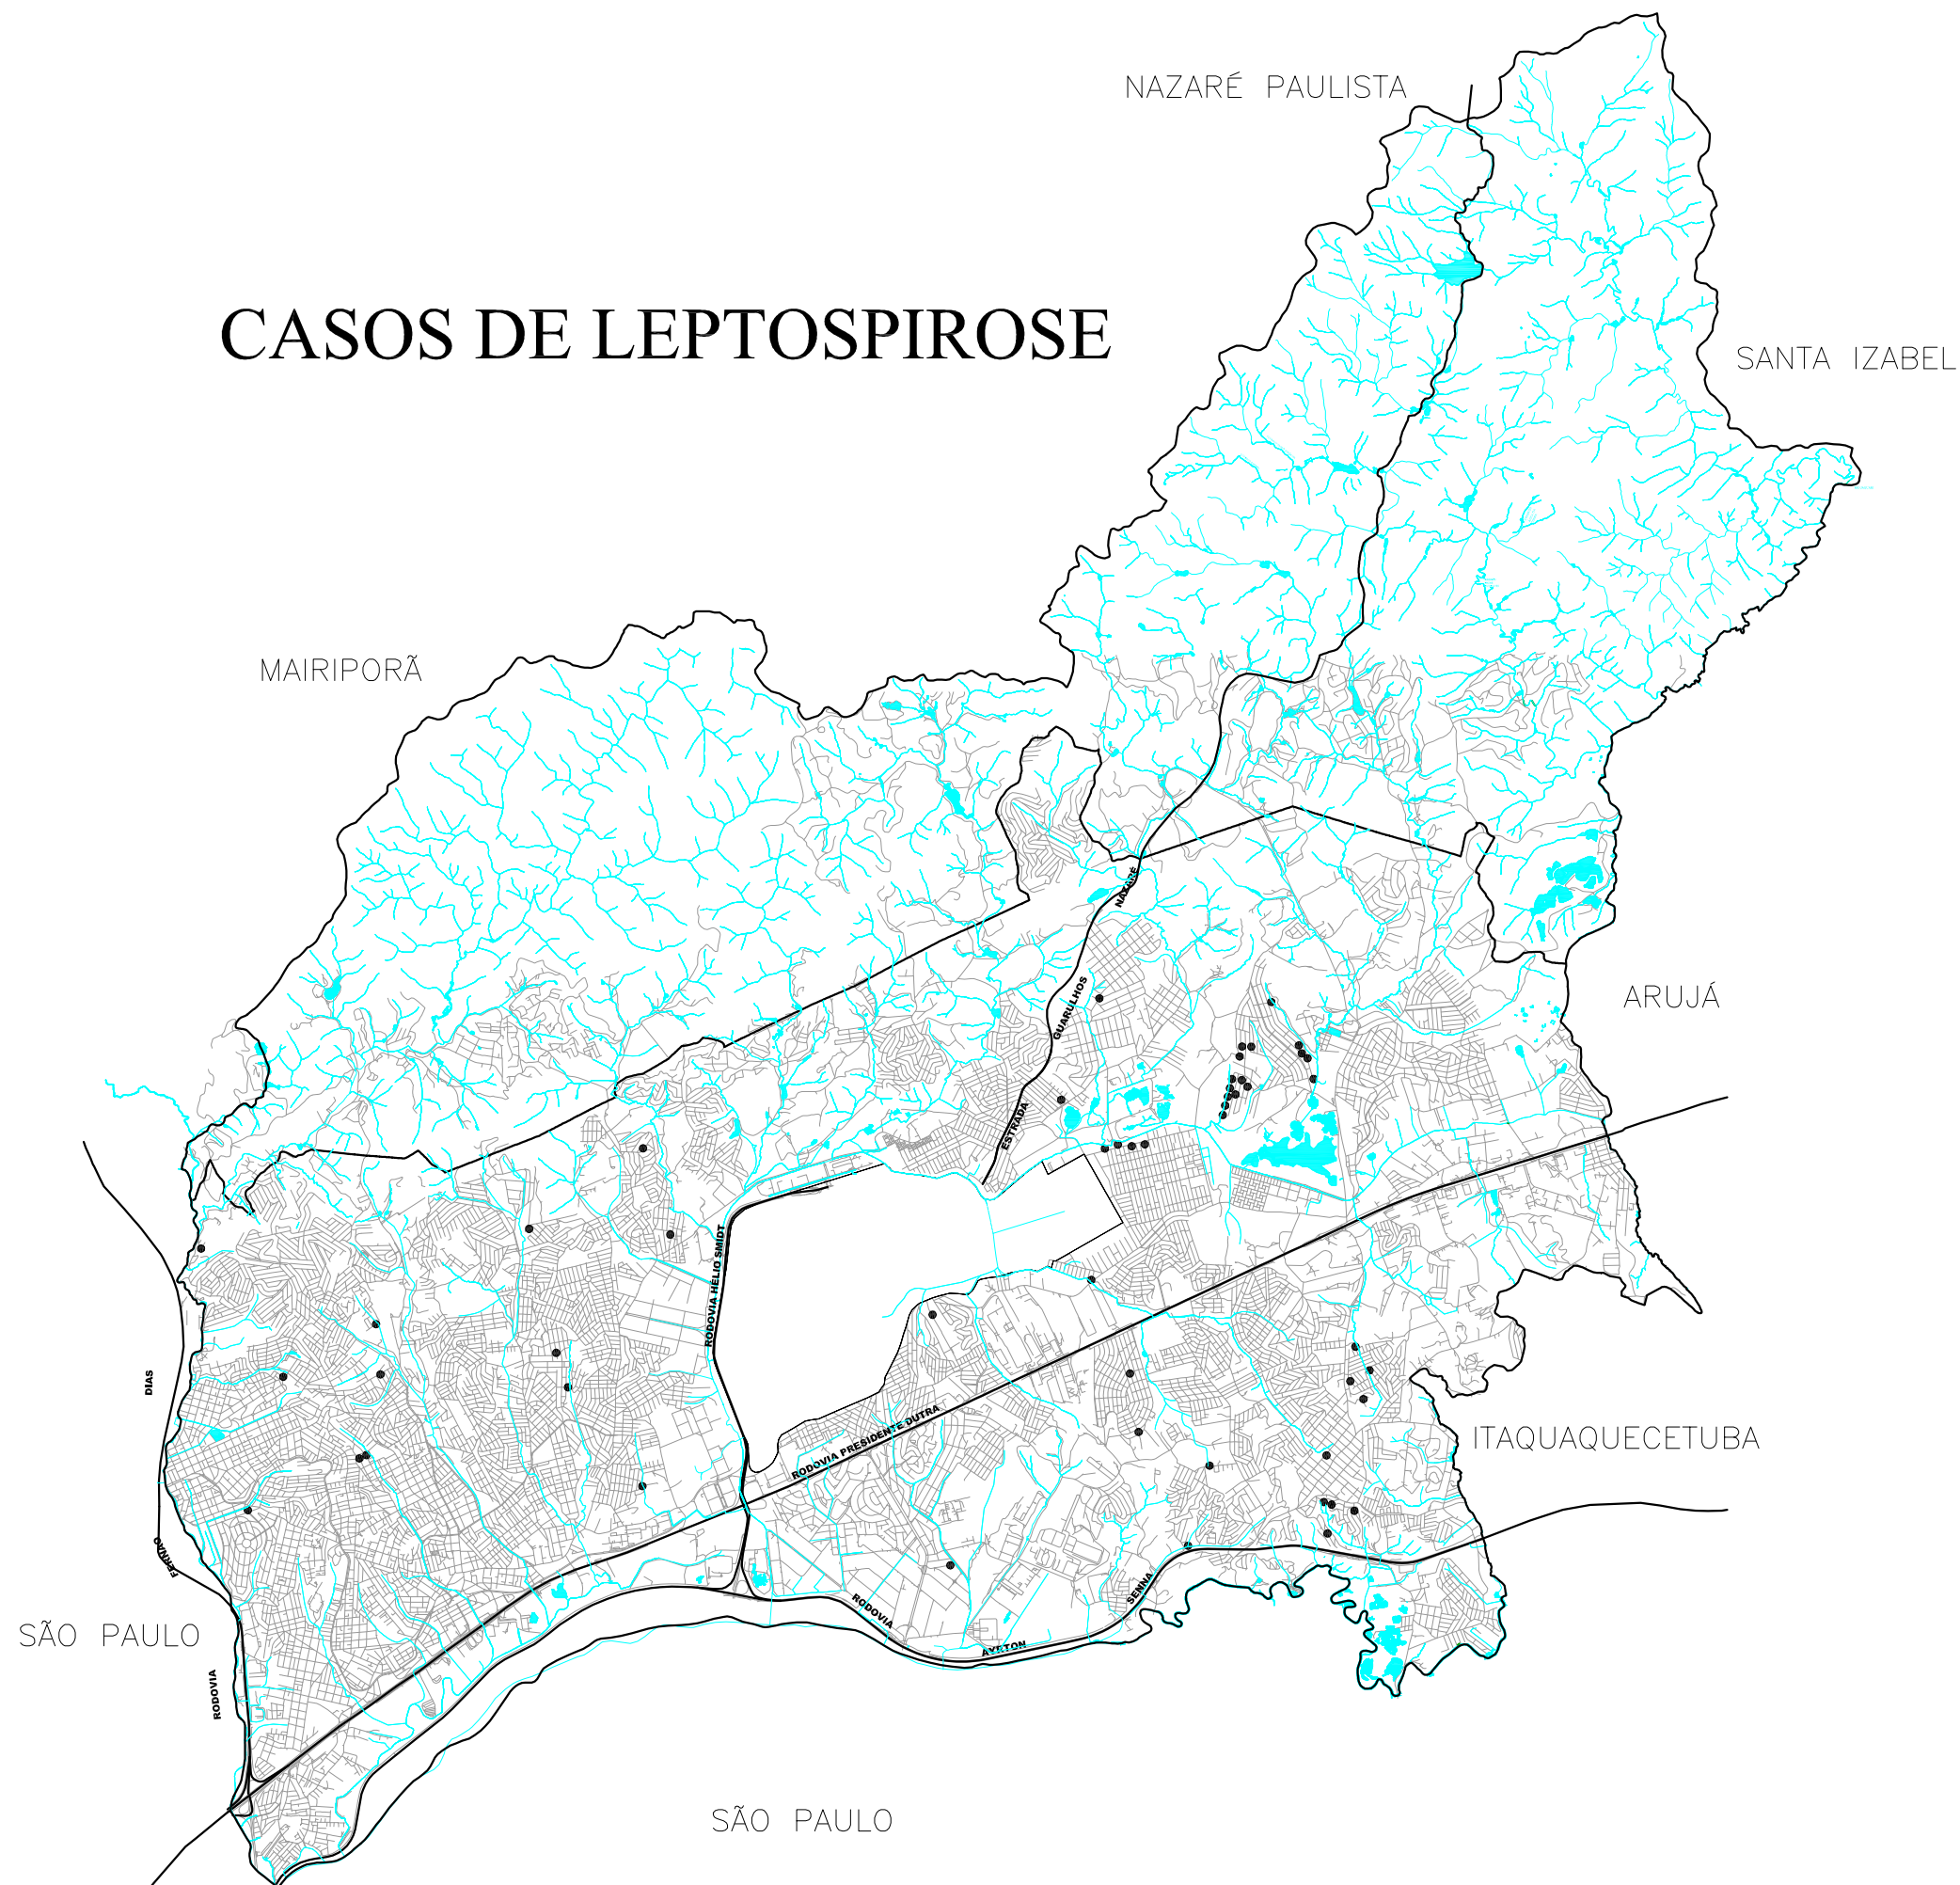 NAZARÉ PAULISTA
CASOS DE LEPTOSPIROSE
SANTA IZABEL
MAIRIPORÃ
NAZARÉ
GUARULHOS
ESTRADA
ARUJÁ
RODOVIA HÉLIO SMIDT
DIAS
RODOVIA PRESIDENTE DUTRA
ITAQUAQUECETUBA
FERNÃO
RODOVIA
SENNA
AYRTON
SÃO PAULO
RODOVIA
SÃO PAULO